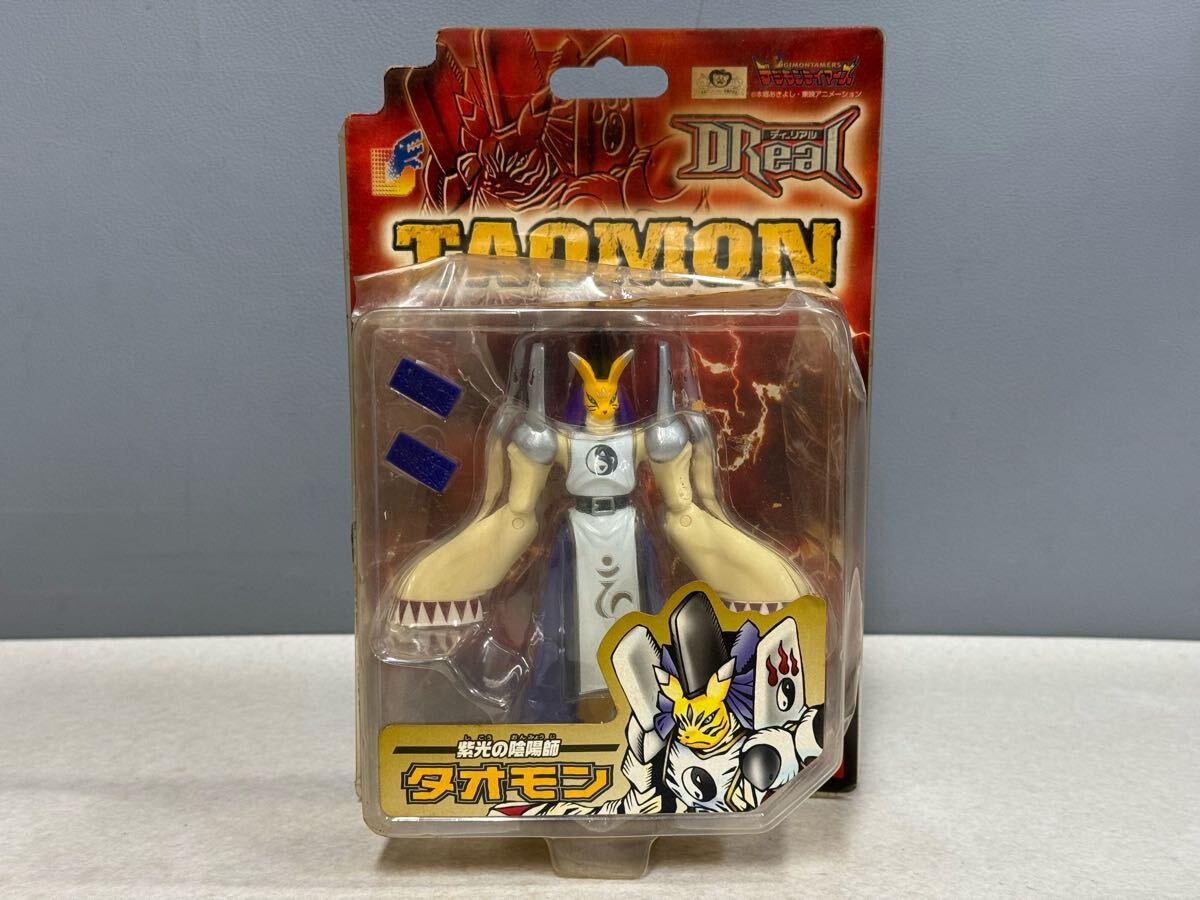 DIGIMONTAMERS
デジモンテイマーズ
©本郷あきよし・東映アニメーション
ディーリアル
DReal
TAOMON
しこう おんみょうじ
紫光の陰陽師
タオモン